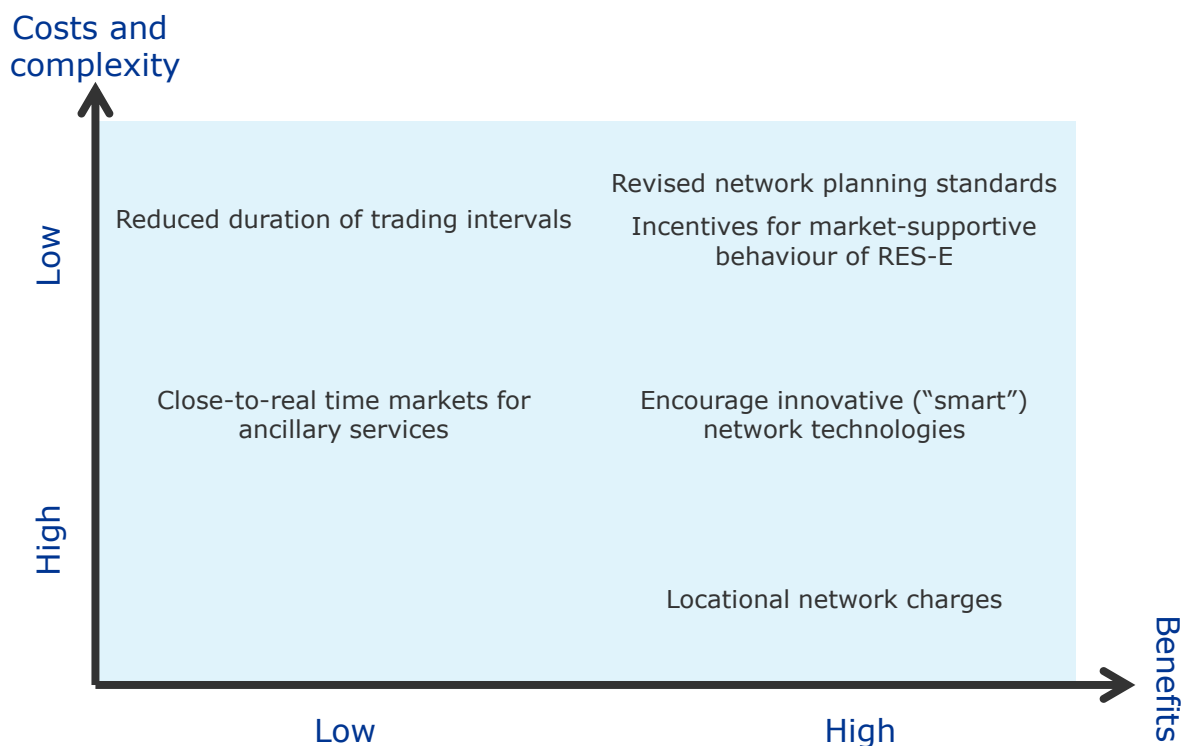 Costs and
complexity
Revised network planning standards
Reduced duration of trading intervals
Incentives for market-supportive
behaviour of RES-E
Low
Close-to-real time markets for
ancillary services
Encourage innovative (“smart”)
network technologies
High
Locational network charges
Benefits
Low
High